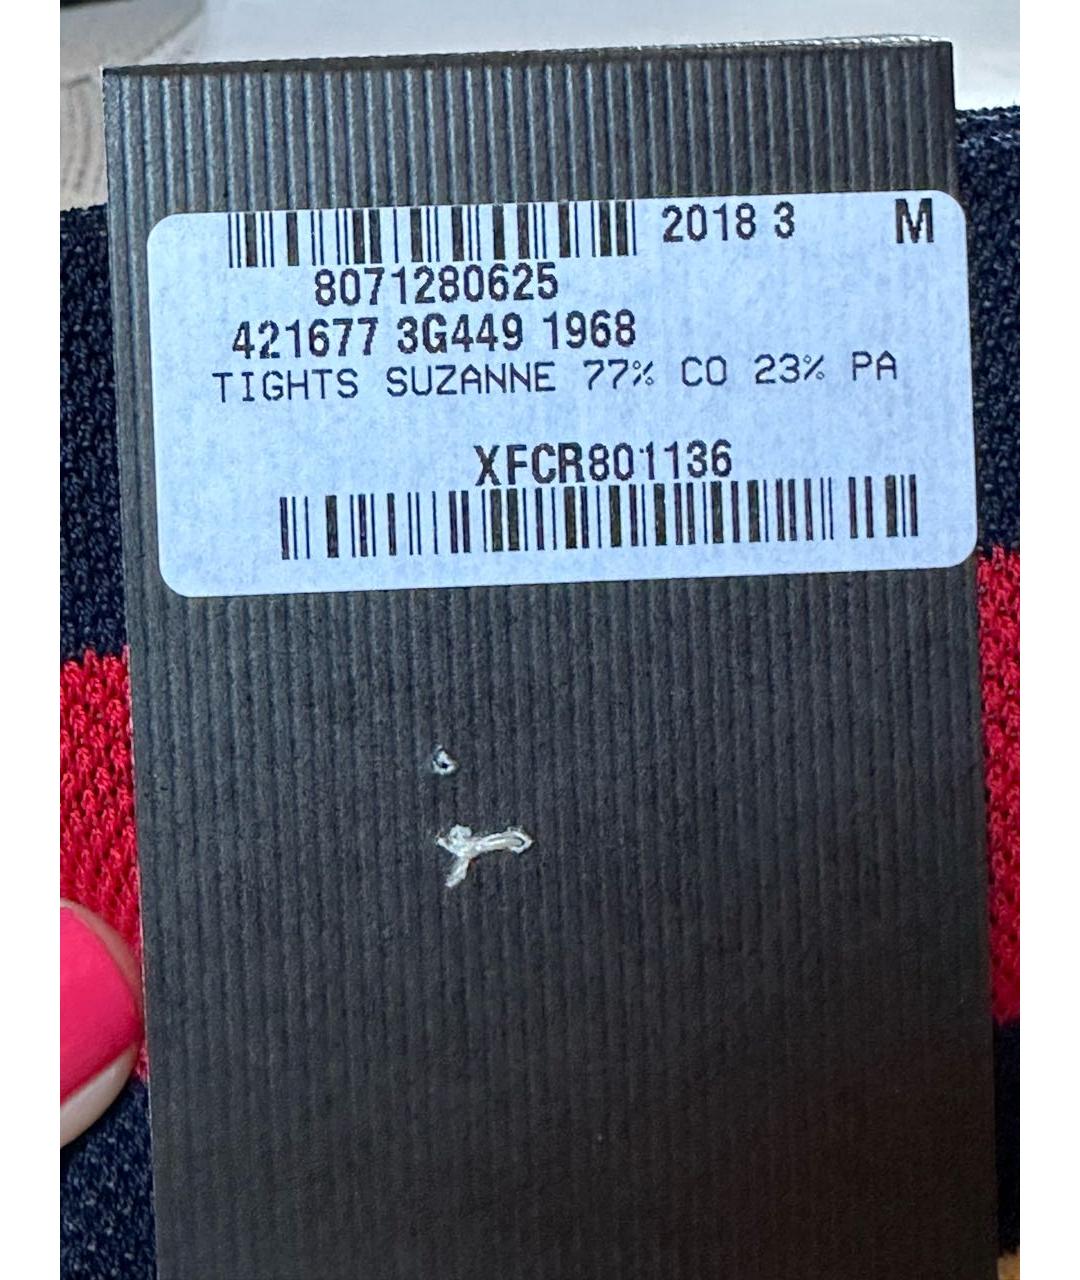 2018 3 M
8071280625
421677 3G449 1968
TIGHTS SUZANNE 77% CO 23% PA
XFCR801136